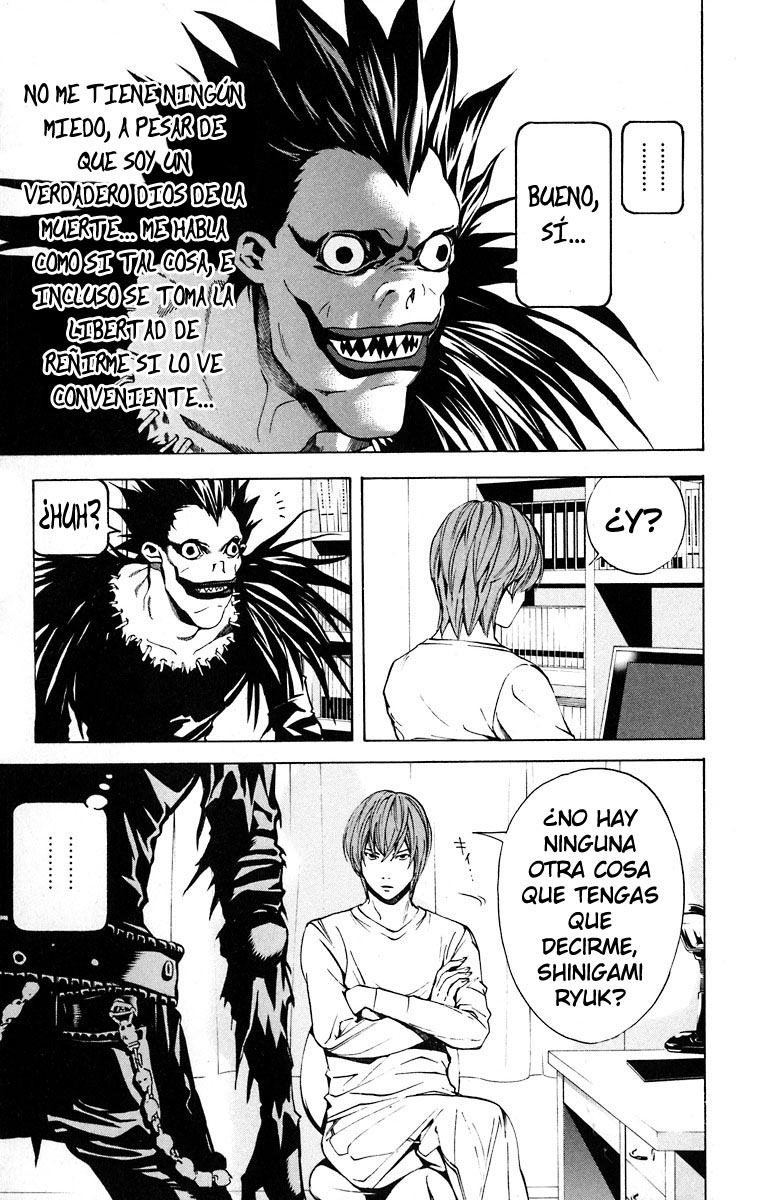 ............
BUENO,
SÍ...
NO ME TIENE NINGÚN
MIEDO, A PESAR DE
QUE SOY UN
VERDADERO DIOS DE LA
MUERTE... ME HABLA
COMO SI TAL COSA, E
INCLUSO SE TOMA LA
LIBERTAD DE
REÑIRME SI LO VE
CONVENIENTE...
¿Y?
¿HUH?
¿NO HAY
NINGUNA
OTRA COSA
QUE TENGAS
QUE
DECIRME,
SHINIGAMI
RYUK?
............